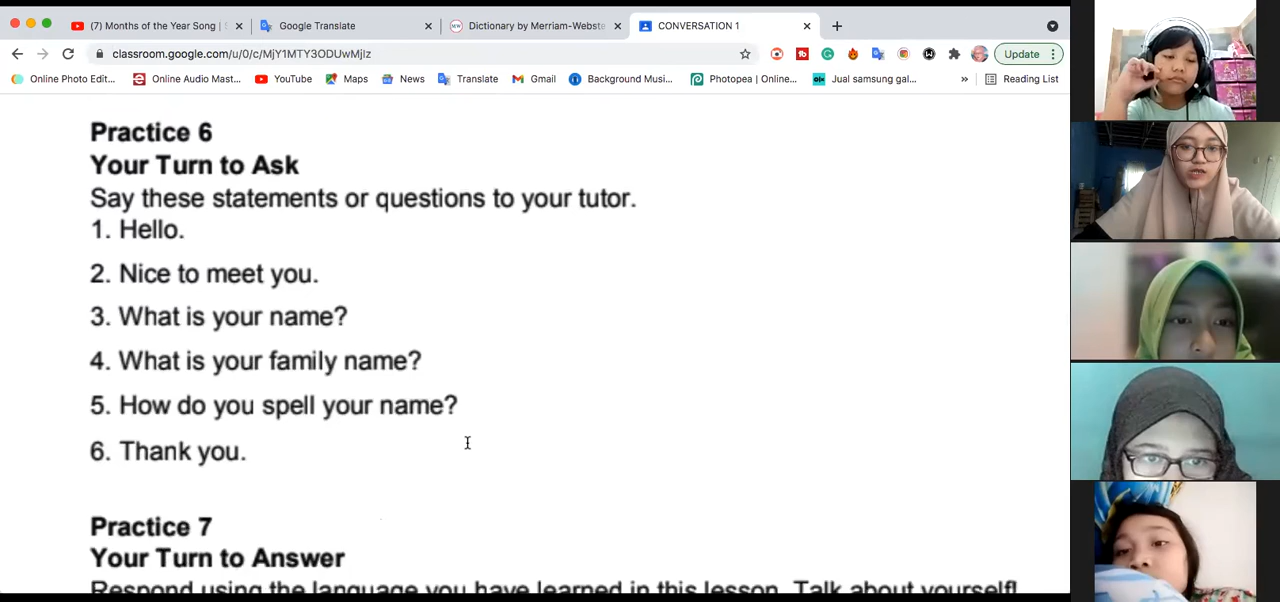 (7) Months of the Year Song |
Google Translate
Dictionary by Merriam-Webste
CONVERSATION 1
classroom.google.com/u/0/c/MjY1MTY3ODUwMjIz
Update
Online Photo Edit...
Online Audio Mast...
YouTube
Maps
News
Translate
Gmail
Background Musi...
Photopea | Online...
Jual samsung gal...
»
Reading List
Practice 6
Your Turn to Ask
Say these statements or questions to your tutor.
1. Hello.
2. Nice to meet you.
3. What is your name?
4. What is your family name?
5. How do you spell your name?
6. Thank you.
Practice 7
Your Turn to Answer
Respond using the language you have learned in this lesson. Talk about yourself!